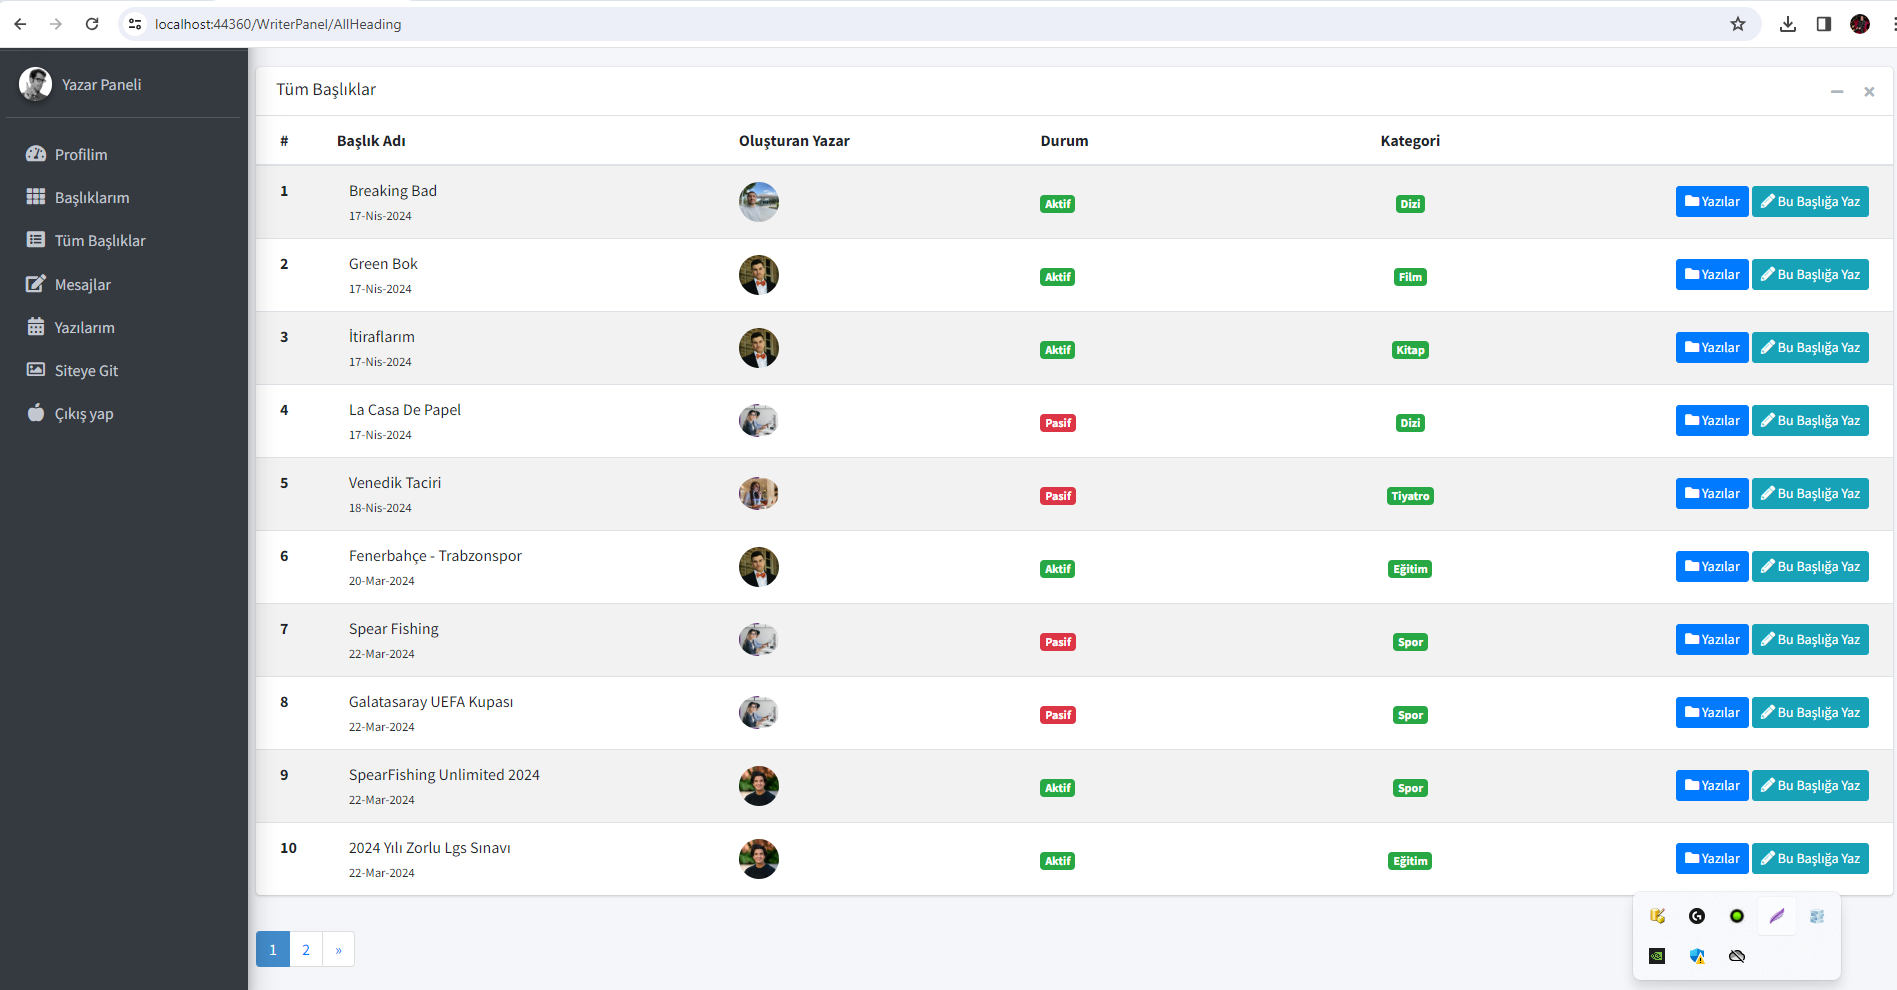 localhost:44360/WriterPanel/AllHeading
Yazar Paneli
Profilim
Başlıklarım
Tüm Başlıklar
Mesajlar
Yazılarım
Siteye Git
Çıkış yap
Tüm Başlıklar
# Başlık Adı Oluşturan Yazar Durum Kategori
1 Breaking Bad Aktif Dizi Yazılar Bu Başlığa Yaz
17-Nis-2024
2 Green Bok Aktif Film Yazılar Bu Başlığa Yaz
17-Nis-2024
3 İtiraflarım Aktif Kitap Yazılar Bu Başlığa Yaz
17-Nis-2024
4 La Casa De Papel Pasif Dizi Yazılar Bu Başlığa Yaz
17-Nis-2024
5 Venedik Taciri Pasif Tiyatro Yazılar Bu Başlığa Yaz
18-Nis-2024
6 Fenerbahçe - Trabzonspor Aktif Eğitim Yazılar Bu Başlığa Yaz
20-Mar-2024
7 Spear Fishing Pasif Spor Yazılar Bu Başlığa Yaz
22-Mar-2024
8 Galatasaray UEFA Kupası Pasif Spor Yazılar Bu Başlığa Yaz
22-Mar-2024
9 SpearFishing Unlimited 2024 Aktif Spor Yazılar Bu Başlığa Yaz
22-Mar-2024
10 2024 Yılı Zorlu Lgs Sınavı Aktif Eğitim Yazılar Bu Başlığa Yaz
22-Mar-2024
1 2 »